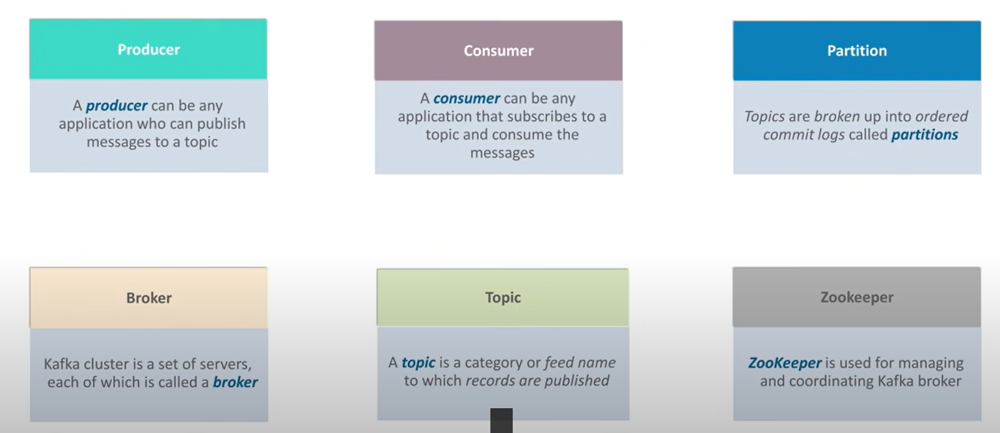 Producer
A producer can be any
application who can publish
messages to a topic
Consumer
A consumer can be any
application that subscribes to a
topic and consume the
messages
Partition
Topics are broken up into ordered
commit logs called partitions
Broker
Kafka cluster is a set of servers,
each of which is called a broker
Topic
A topic is a category or feed name
to which records are published
Zookeeper
ZooKeeper is used for managing
and coordinating Kafka broker